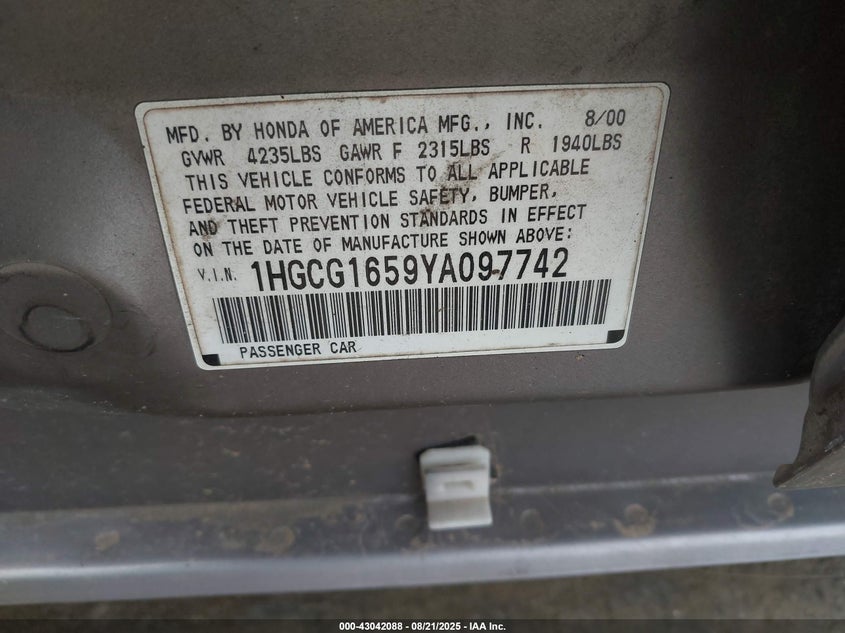 MFD. BY HONDA OF AMERICA MFG., INC. 8/00
GVWR 4235LBS GAWR F 2315LBS R 1940LBS
THIS VEHICLE CONFORMS TO ALL APPLICABLE
FEDERAL MOTOR VEHICLE SAFETY, BUMPER,
AND THEFT PREVENTION STANDARDS IN EFFECT
ON THE DATE OF MANUFACTURE SHOWN ABOVE:
V.I.N. 1HGCG1659YA097742
PASSENGER CAR
000-43042088 - 08/21/2025 - IAA Inc.